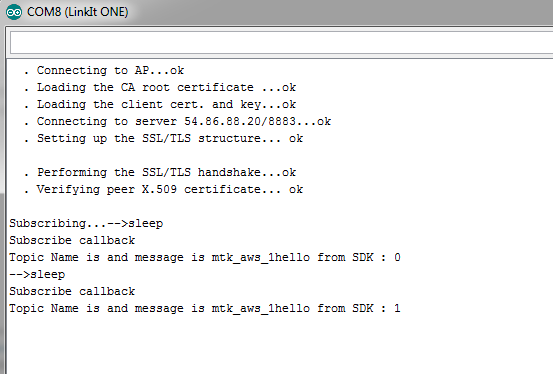 COM8 (LinkIt ONE)
. Connecting to AP...ok
. Loading the CA root certificate ...ok
. Loading the client cert. and key...ok
. Connecting to server 54.86.88.20/8883...ok
. Setting up the SSL/TLS structure... ok
. Performing the SSL/TLS handshake...ok
. Verifying peer X.509 certificate... ok
Subscribing...-->sleep
Subscribe callback
Topic Name is and message is mtk_aws_1hello from SDK : 0
-->sleep
Subscribe callback
Topic Name is and message is mtk_aws_1hello from SDK : 1